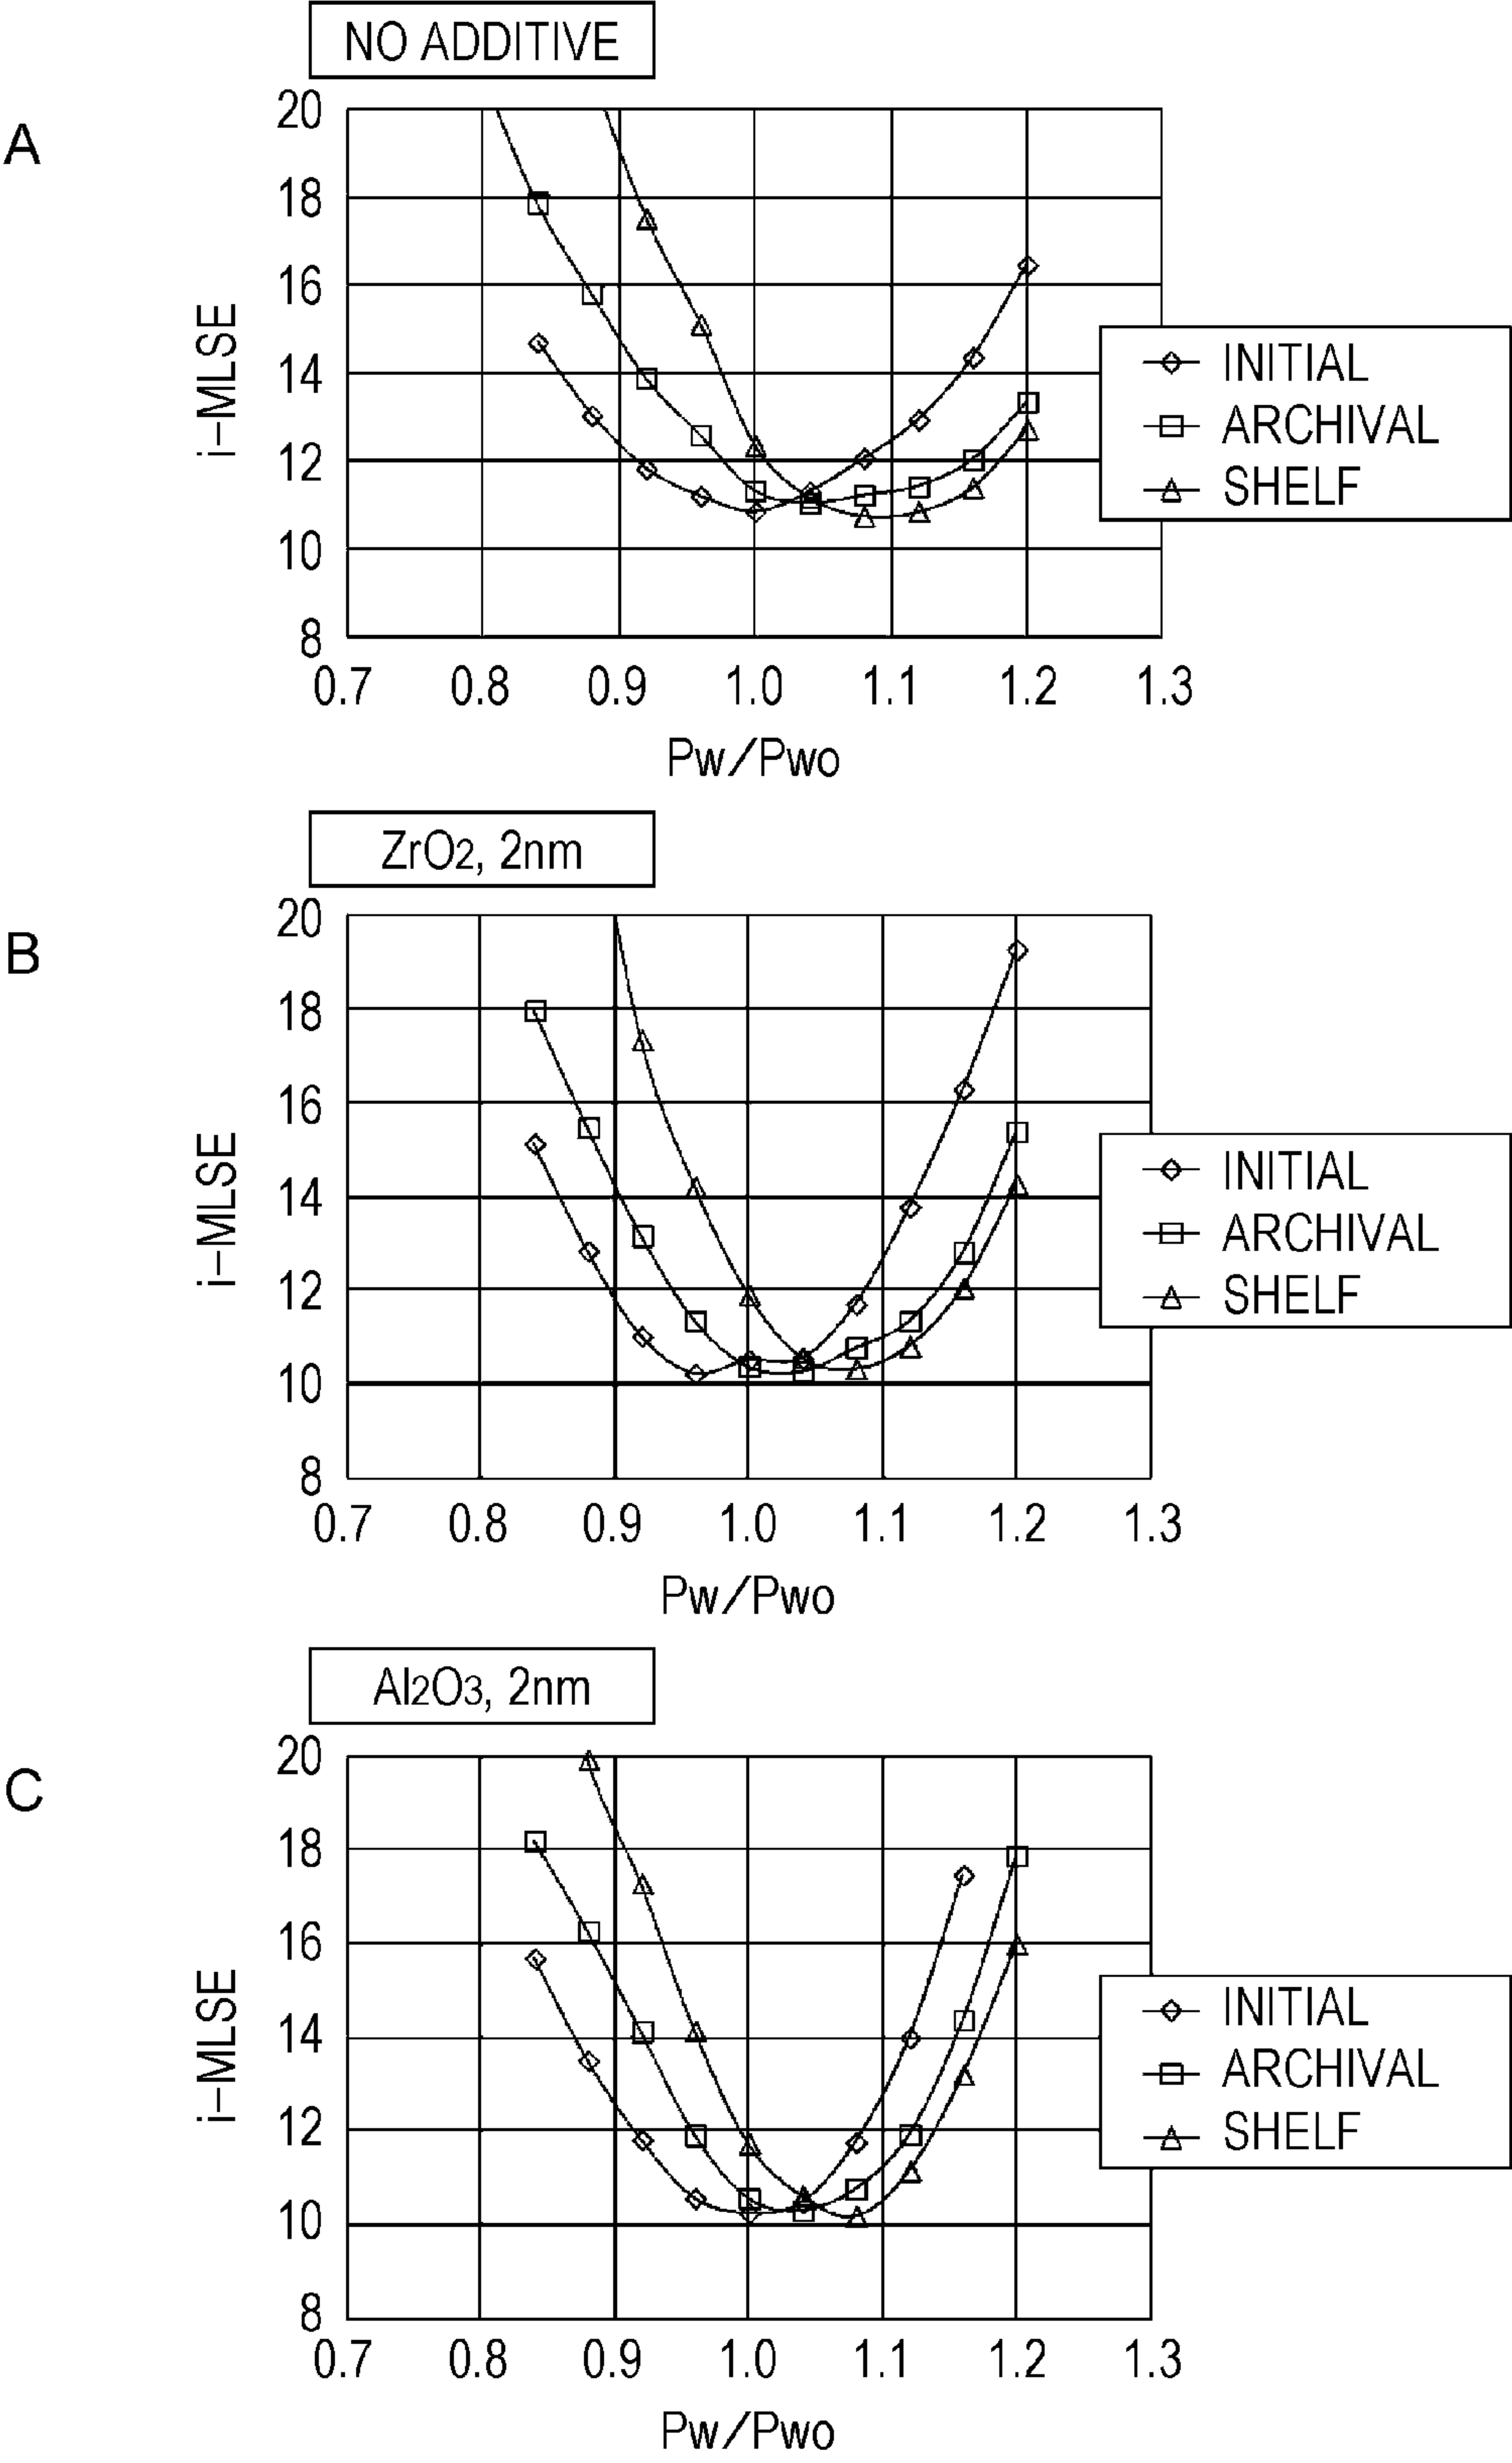 NO ADDITIVE
A
20
18
16
14
12
10
8
i-MLSE
0.7 0.8 0.9 1.0 1.1 1.2 1.3
Pw/Pwo
INITIAL
ARCHIVAL
SHELF
ZrO2, 2nm
B
20
18
16
14
12
10
8
i-MLSE
0.7 0.8 0.9 1.0 1.1 1.2 1.3
Pw/Pwo
INITIAL
ARCHIVAL
SHELF
Al2O3, 2nm
C
20
18
16
14
12
10
8
i-MLSE
0.7 0.8 0.9 1.0 1.1 1.2 1.3
Pw/Pwo
INITIAL
ARCHIVAL
SHELF